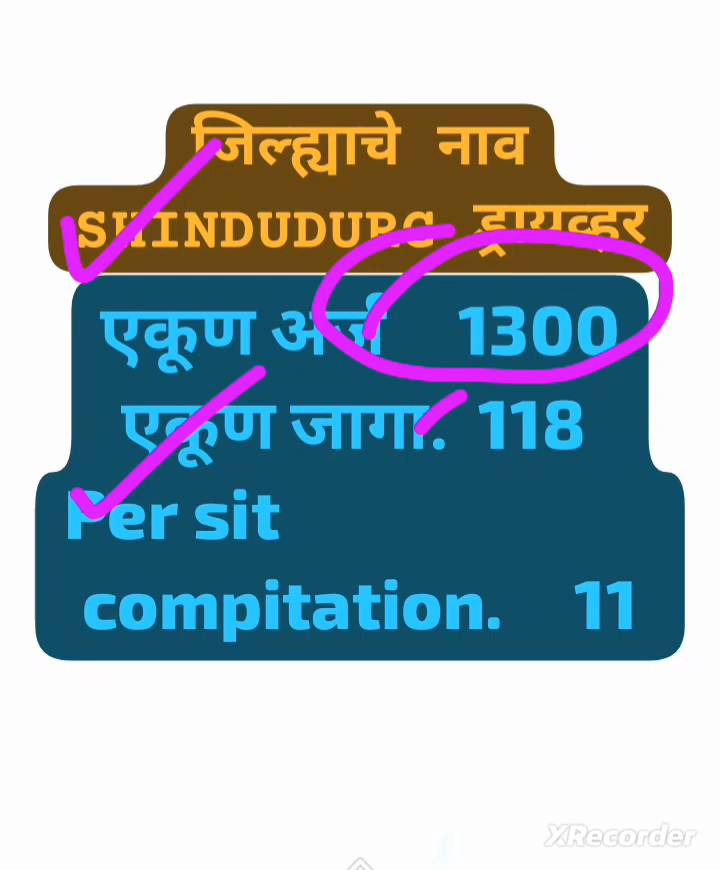 जिल्ह्याचे नाव
SHINDUDURG ड्रायव्हर
एकूण अर्ज 1300
एकूण जागा. 118
Per sit
compitation. 11
XRecorder